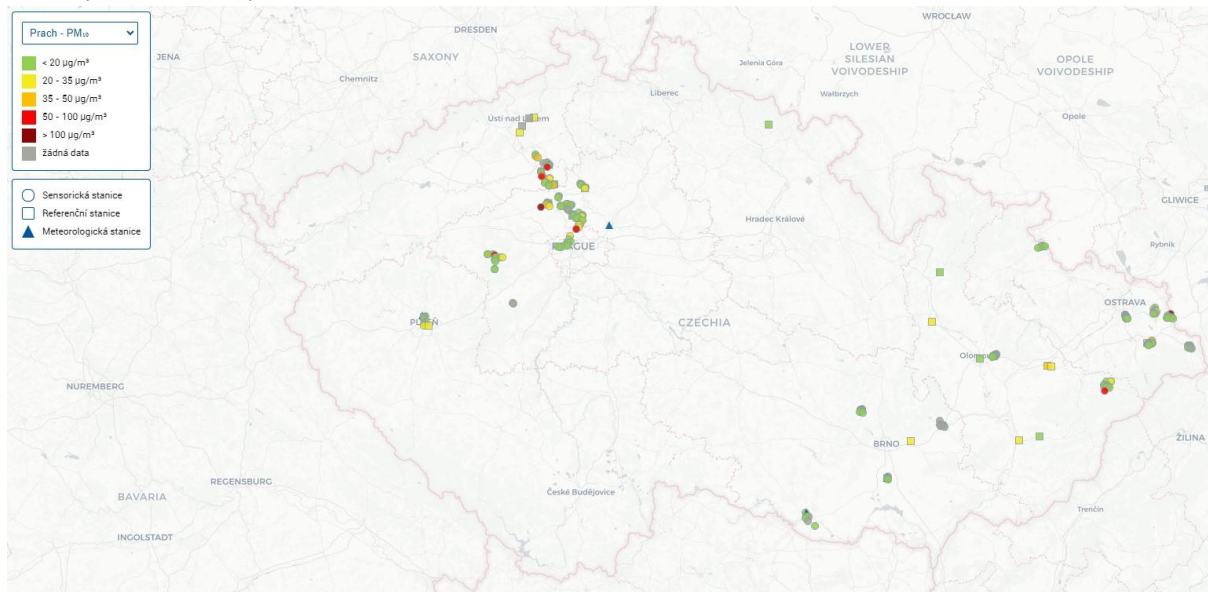 Prach - PM₁₀
< 20 µg/m³
20 - 35 µg/m³
35 - 50 µg/m³
50 - 100 µg/m³
> 100 µg/m³
žádná data
Sensorická stanice
Referenční stanice
Meteorologická stanice
WROCŁAW
DRESDEN
JENA
SAXONY
LOWER
SILESIAN
VOIVODESHIP
OPOLE
VOIVODESHIP
Jelenia Góra
Chemnitz
Liberec
Wałbrzych
Opole
Ústí nad
GLIWICE
Hradec Králové
Rybnik
OSTRAVA
CZECHIA
NUREMBERG
ŽILINA
BRNO
REGENSBURG
České Budějovice
BAVARIA
Trenčín
INGOLSTADT